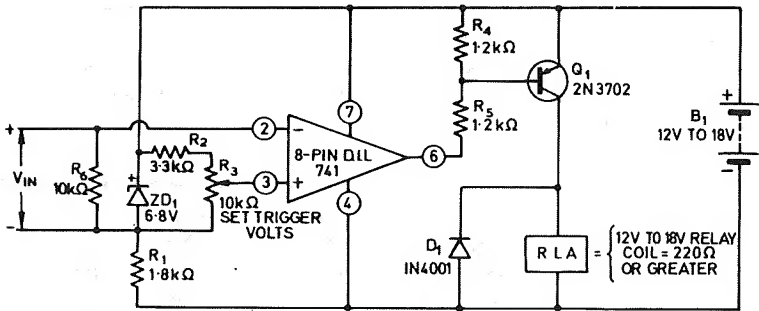 R4
1·2kΩ
Q1
2N3702
R5
1·2kΩ
+
B1
12V TO 18V
−
+
VIN
−
R6
10kΩ
R2
3·3kΩ
R3
10kΩ
SET TRIGGER
VOLTS
+
ZD1
6·8V
R1
1·8kΩ
7
2
−
8-PIN D.I.L
741
6
3
+
4
D1
IN4001
RLA
=
12V TO 18V RELAY
COIL = 220Ω
OR GREATER